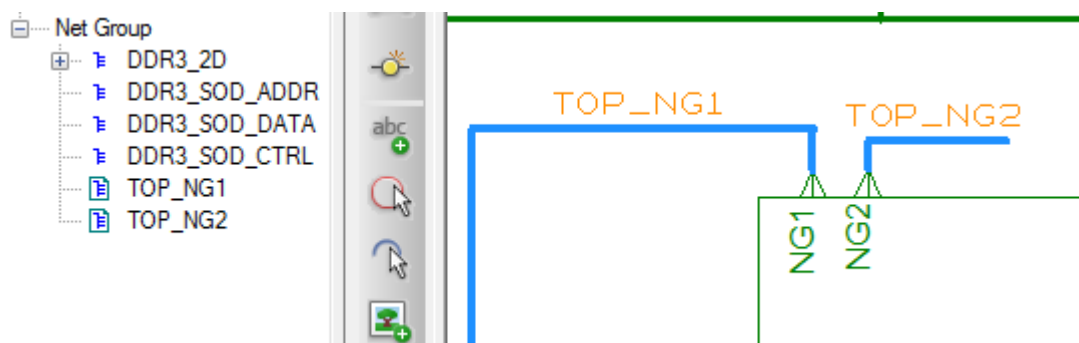 Net Group
DDR3_2D
DDR3_SOD_ADDR
DDR3_SOD_DATA
DDR3_SOD_CTRL
TOP_NG1
TOP_NG2
abc
TOP_NG1
TOP_NG2
NG1
NG2